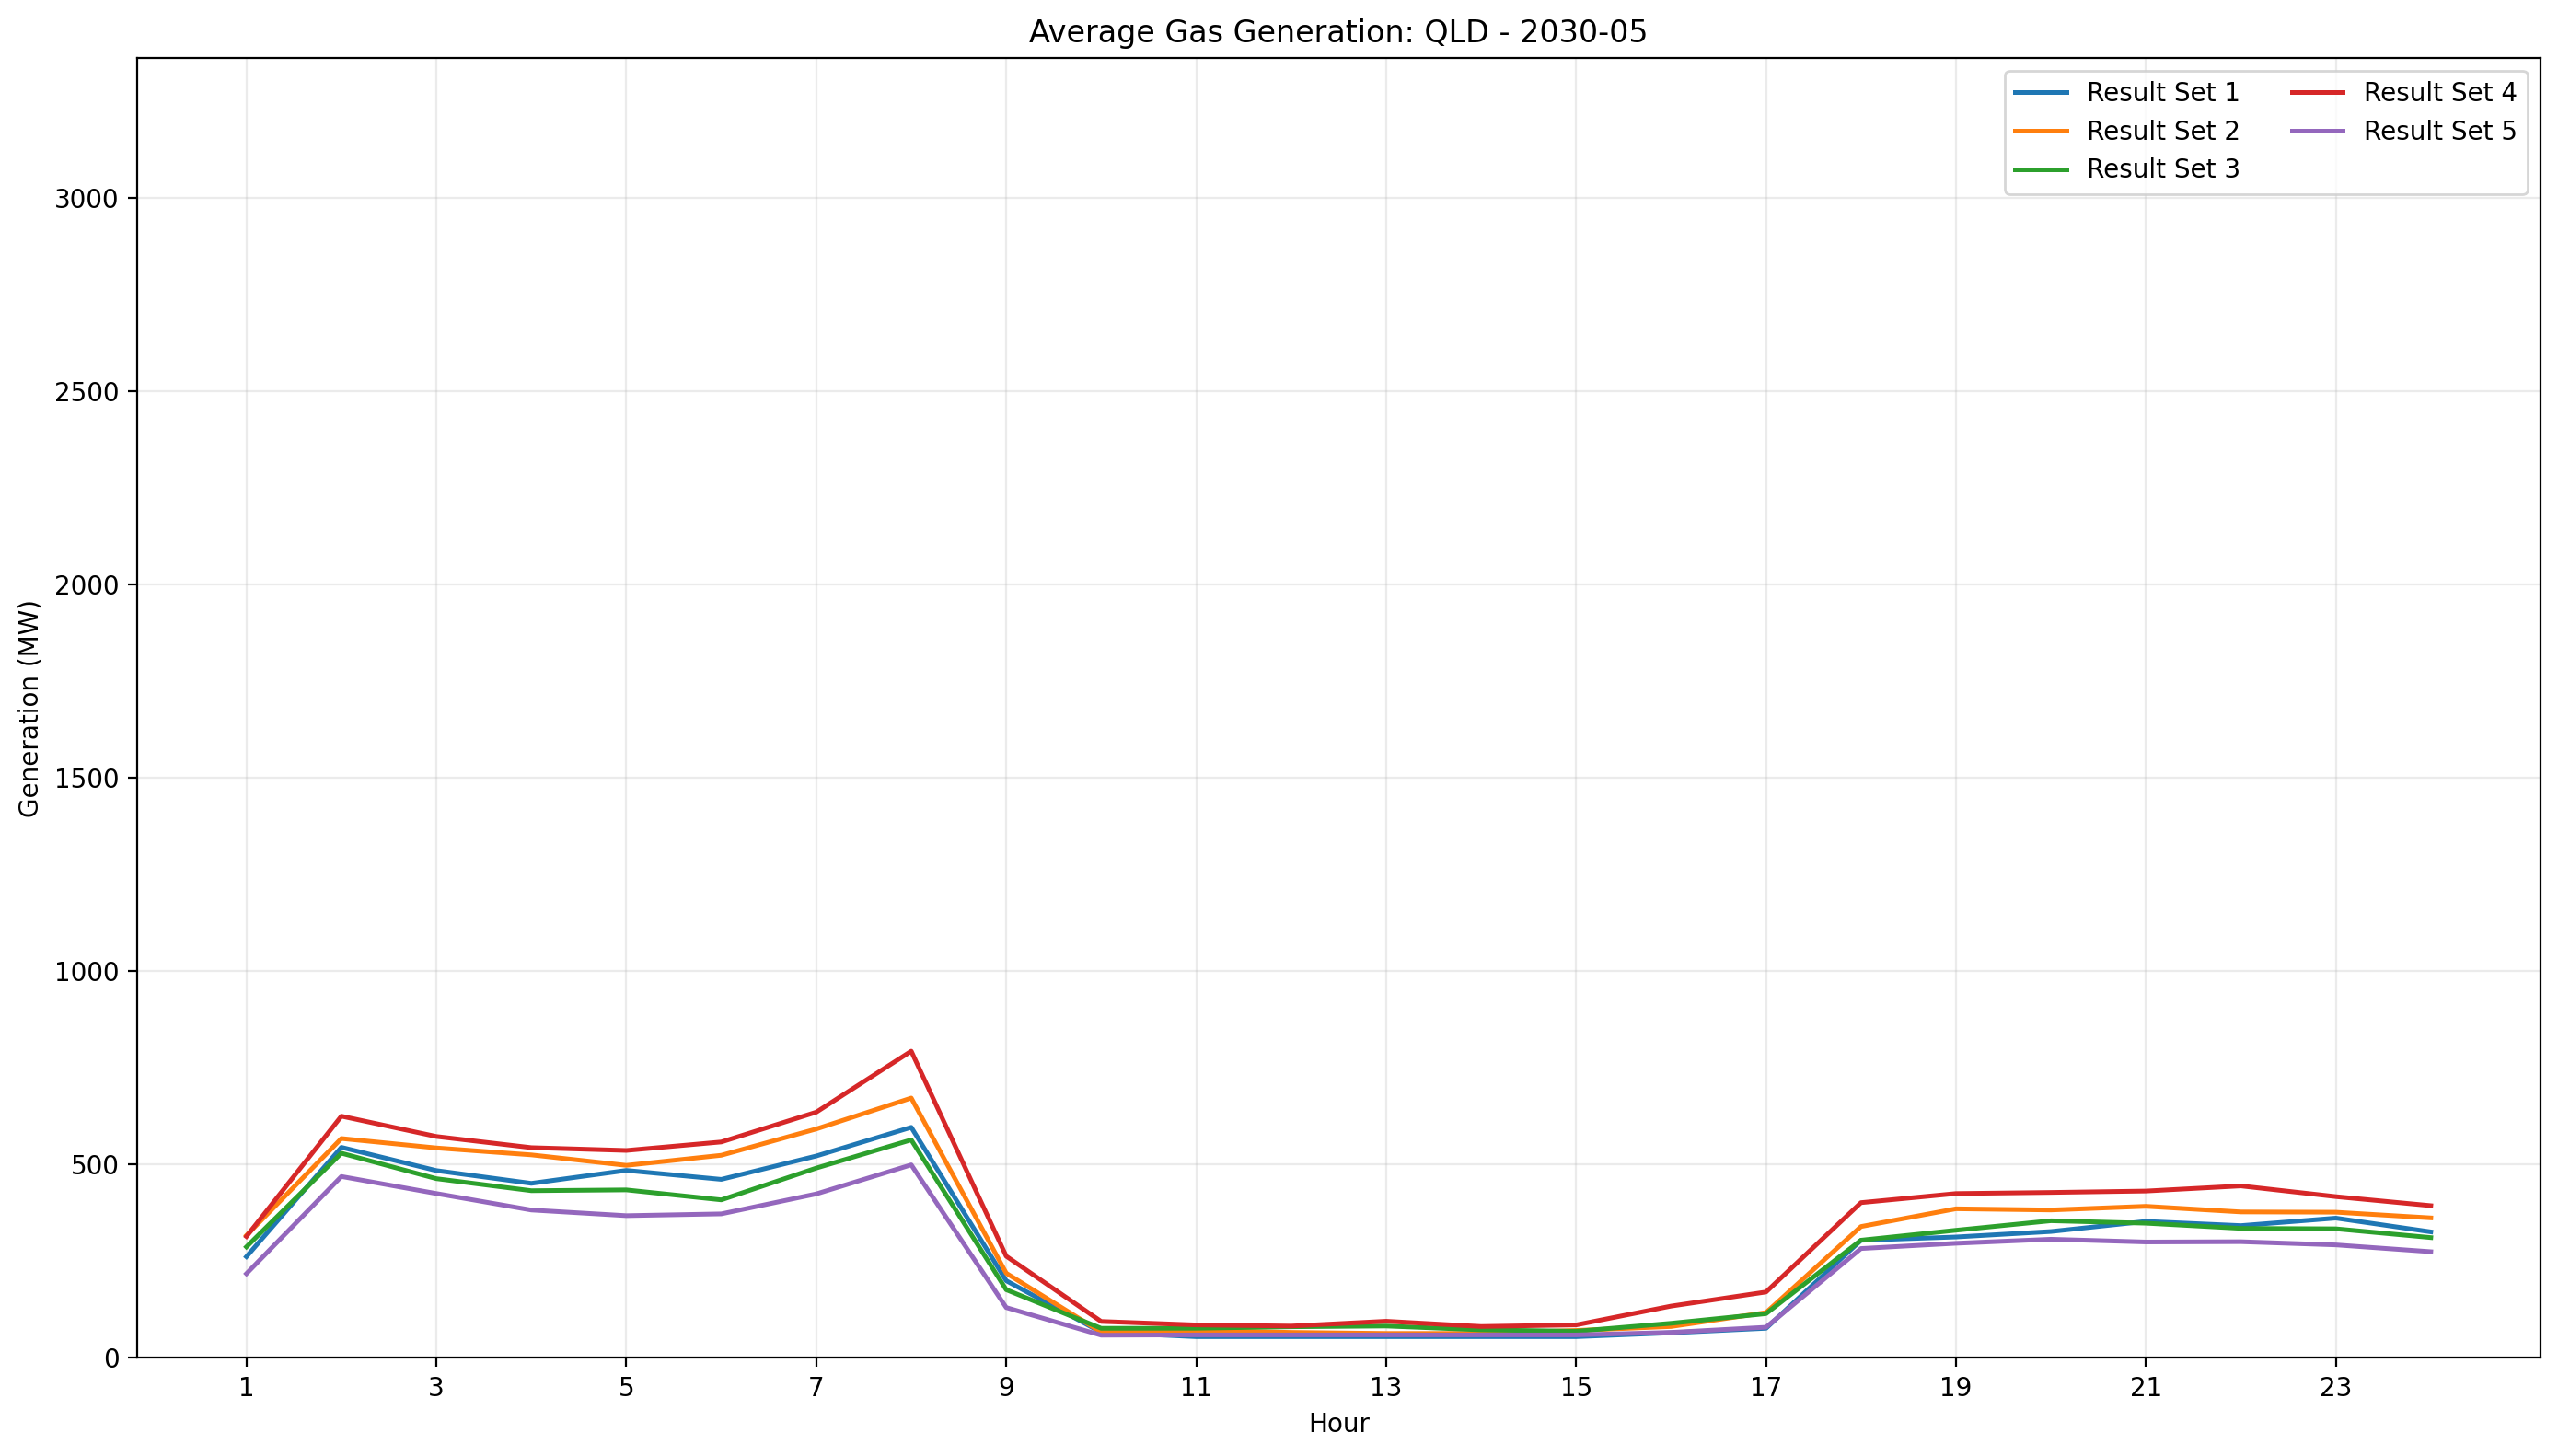 Average Gas Generation: QLD - 2030-05
Result Set 1
Result Set 2
Result Set 3
Result Set 4
Result Set 5
Generation (MW)
3000
2500
2000
1500
1000
500
0
1 3 5 7 9 11 13 15 17 19 21 23
Hour